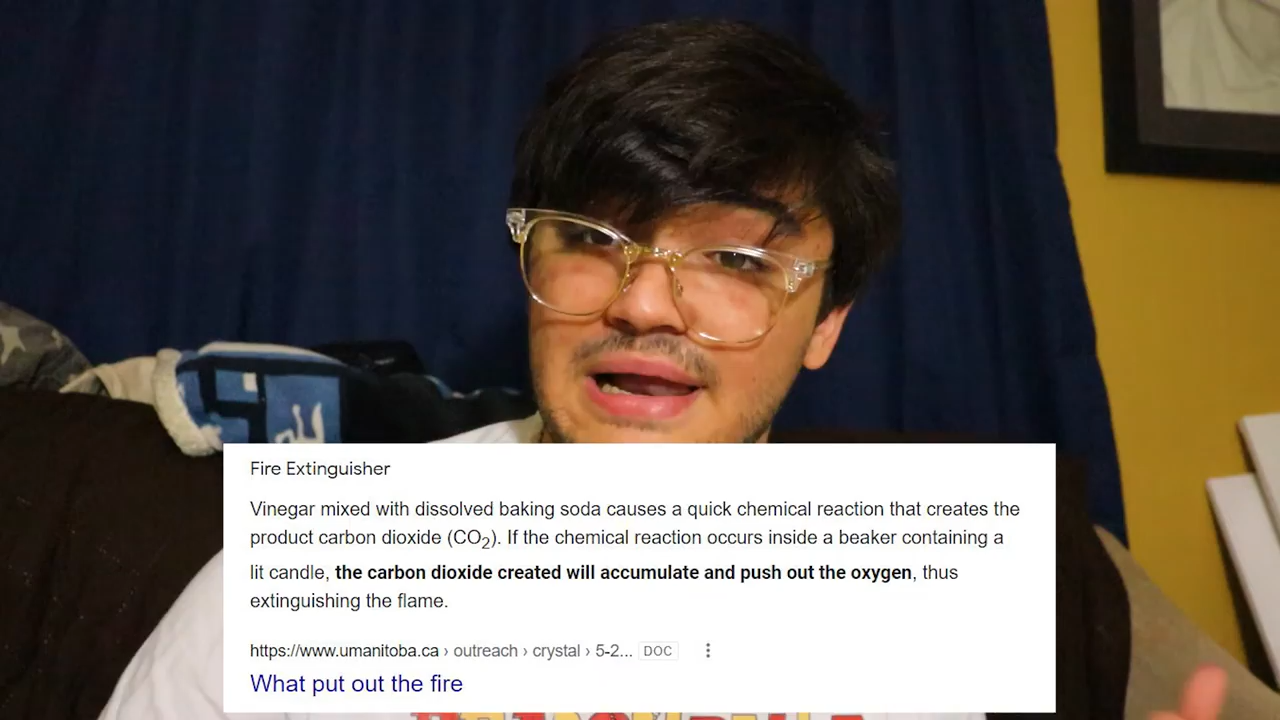 Fire Extinguisher
Vinegar mixed with dissolved baking soda causes a quick chemical reaction that creates the
product carbon dioxide (CO₂). If the chemical reaction occurs inside a beaker containing a
lit candle, the carbon dioxide created will accumulate and push out the oxygen, thus
extinguishing the flame.
https://www.umanitoba.ca › outreach › crystal › 5-2... DOC
What put out the fire